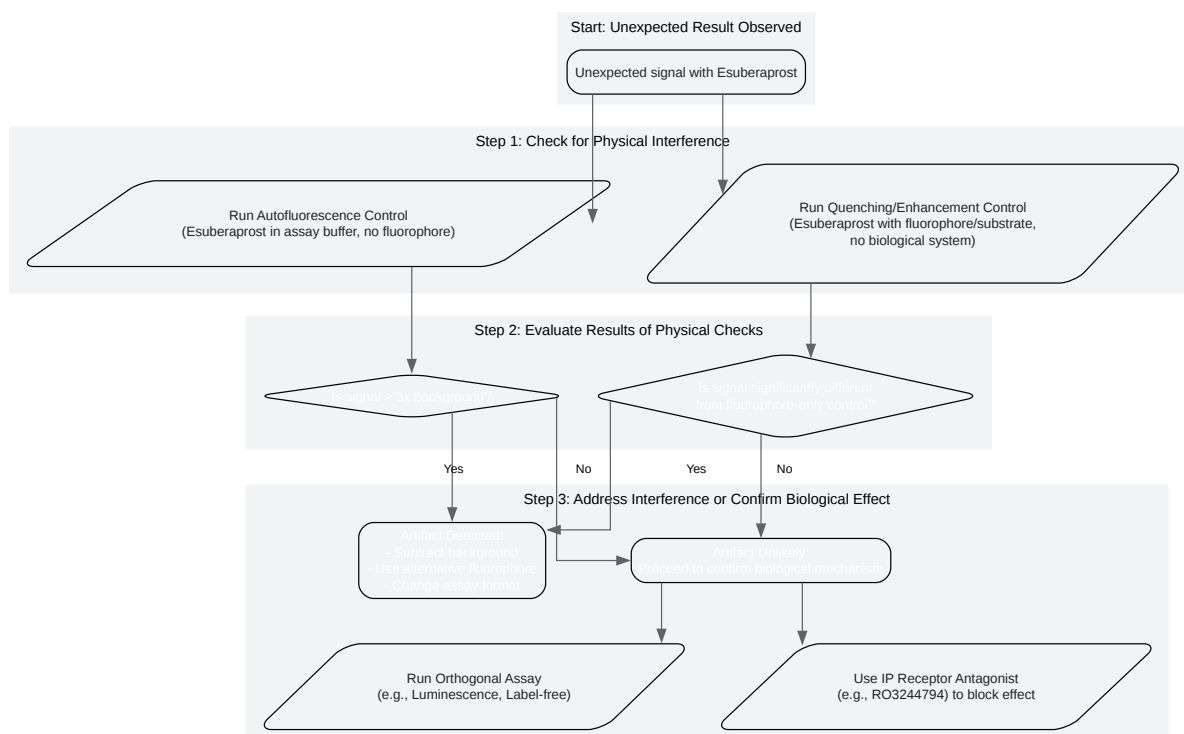 Start: Unexpected Result Observed
Unexpected signal with Esuberaprost
Step 1: Check for Physical Interference
Run Autofluorescence Control
(Esuberaprost in assay buffer, no fluorophore)
Run Quenching/Enhancement Control
(Esuberaprost with fluorophore/substrate,
no biological system)
Step 2: Evaluate Results of Physical Checks
Is signal > 3x background?
Is signal significantly different
from fluorophore-only control?
Yes
No
Yes
No
Step 3: Address Interference or Confirm Biological Effect
Artifact Detected:
- Subtract background
- Use alternative fluorophore
- Change assay format
Artifact Unlikely:
Proceed to confirm biological mechanism
Run Orthogonal Assay
(e.g., Luminescence, Label-free)
Use IP Receptor Antagonist
(e.g., RO3244794) to block effect